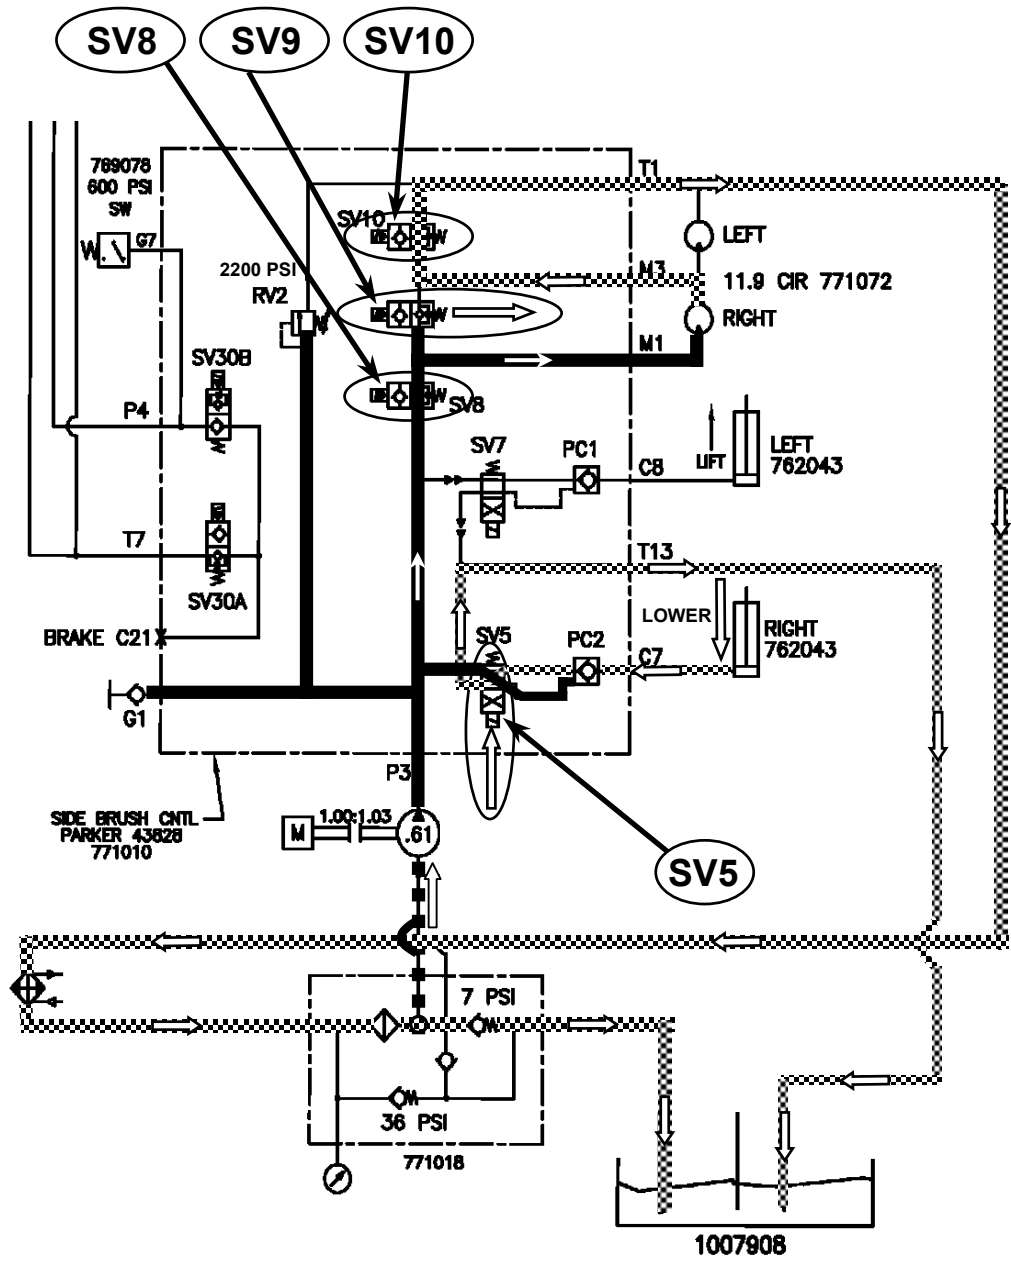 SV8 SV9 SV10
789078
600 PSI
SW
T1
SV10
G7
LEFT
2200 PSI
M3
11.9 CIR 771072
RV2
RIGHT
M1
SV30B
SV8
P4
SV7
PC1
LEFT
762043
LIFT
C8
T7
T13
SV30A
LOWER
BRAKE C21
SV5
PC2
RIGHT
762043
C7
G1
P3
SIDE BRUSH CNTL
PARKER 43828
771010
M
1.00:1.03
.61
SV5
7 PSI
36 PSI
771018
1007908